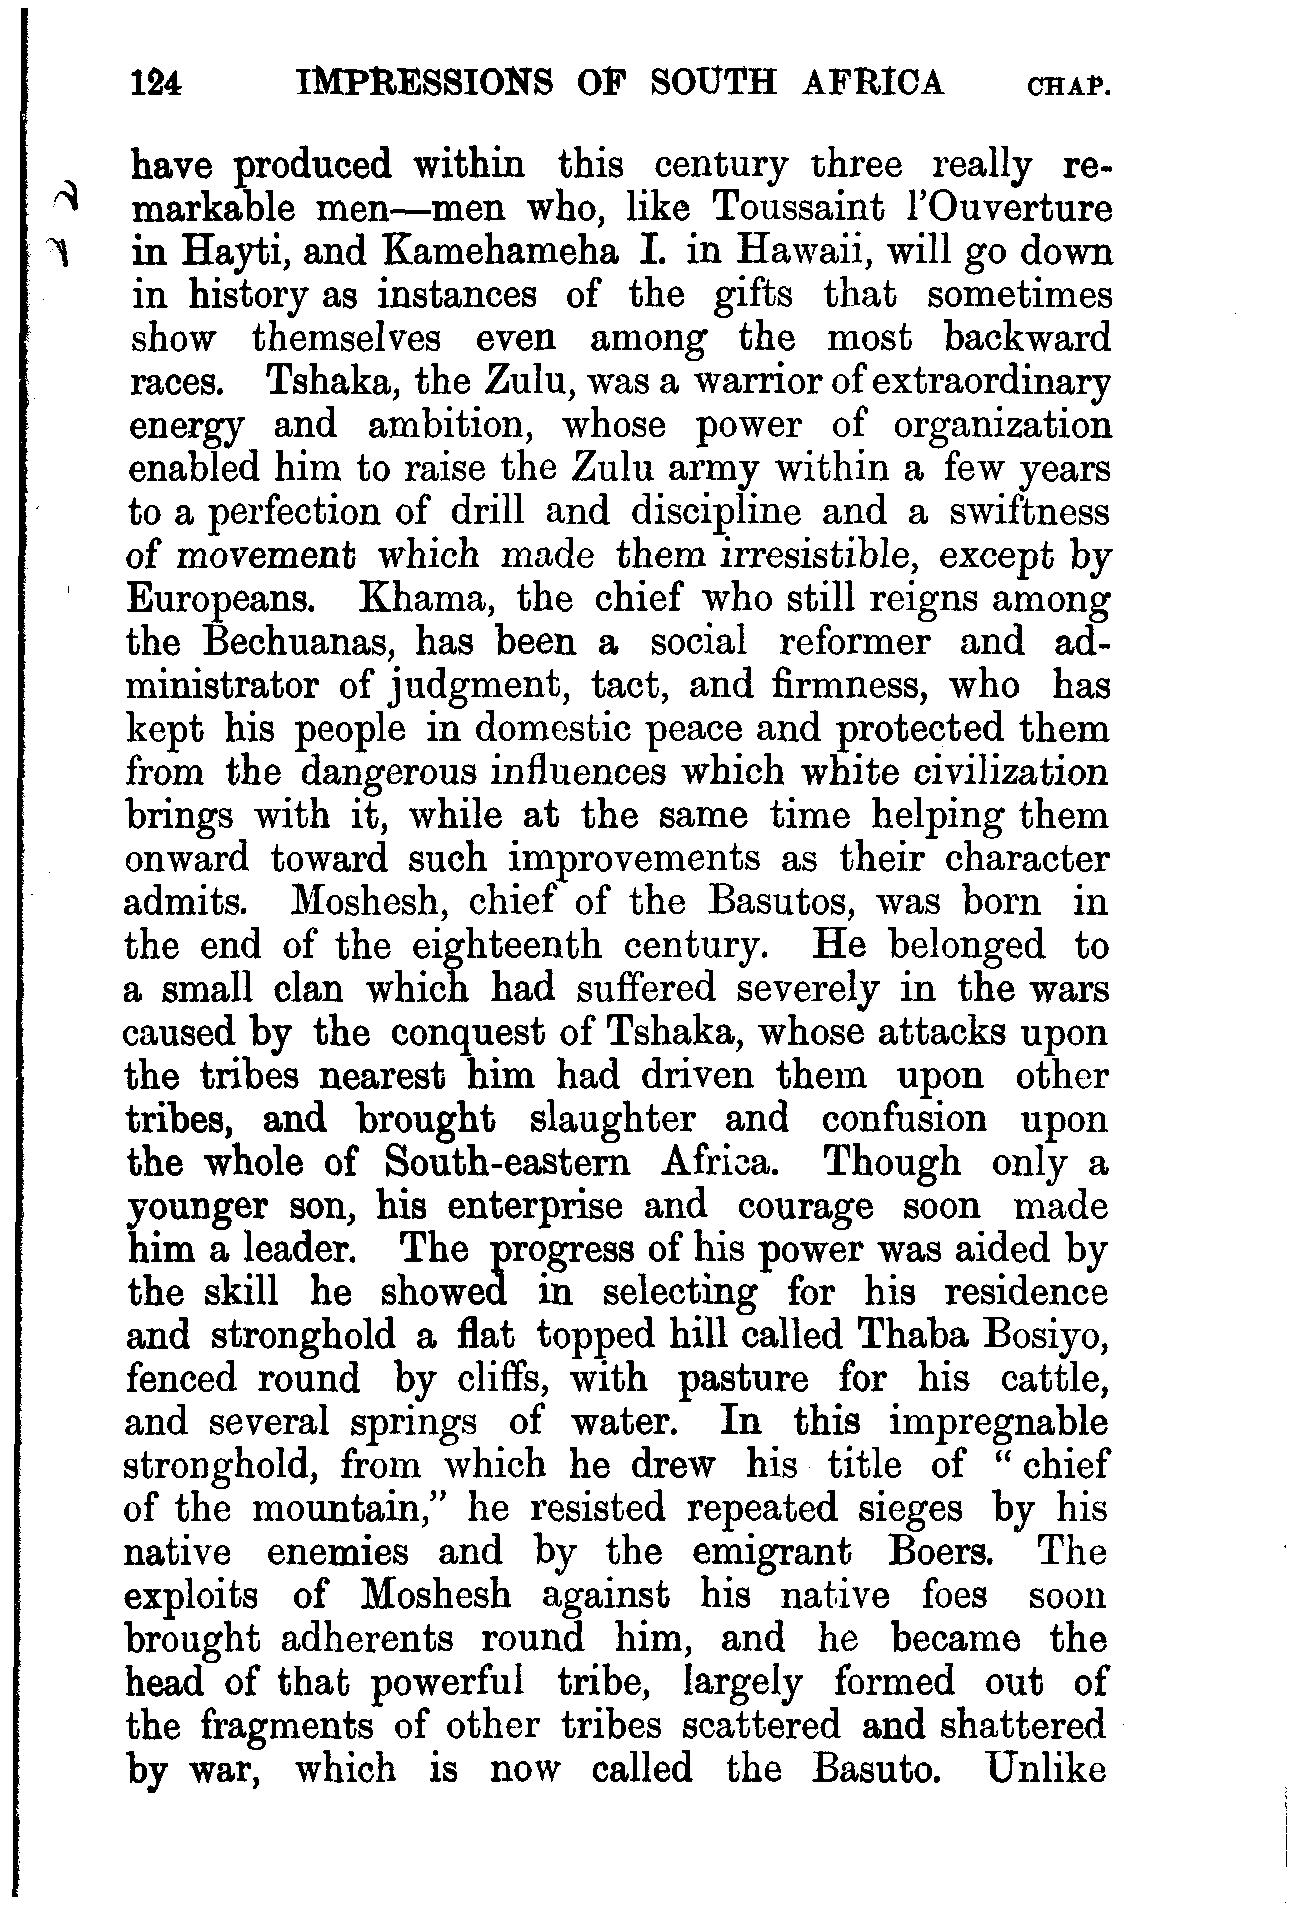 124 IMPRESSIONS OF SOUTH AFRICA CHAP.
have produced within this century three really re-
markable men—men who, like Toussaint l'Ouverture
in Hayti, and Kamehameha I. in Hawaii, will go down
in history as instances of the gifts that sometimes
show themselves even among the most backward
races. Tshaka, the Zulu, was a warrior of extraordinary
energy and ambition, whose power of organization
enabled him to raise the Zulu army within a few years
to a perfection of drill and discipline and a swiftness
of movement which made them irresistible, except by
Europeans. Khama, the chief who still reigns among
the Bechuanas, has been a social reformer and ad-
ministrator of judgment, tact, and firmness, who has
kept his people in domestic peace and protected them
from the dangerous influences which white civilization
brings with it, while at the same time helping them
onward toward such improvements as their character
admits. Moshesh, chief of the Basutos, was born in
the end of the eighteenth century. He belonged to
a small clan which had suffered severely in the wars
caused by the conquest of Tshaka, whose attacks upon
the tribes nearest him had driven them upon other
tribes, and brought slaughter and confusion upon
the whole of South-eastern Africa. Though only a
younger son, his enterprise and courage soon made
him a leader. The progress of his power was aided by
the skill he showed in selecting for his residence
and stronghold a flat topped hill called Thaba Bosiyo,
fenced round by cliffs, with pasture for his cattle,
and several springs of water. In this impregnable
stronghold, from which he drew his title of "chief
of the mountain," he resisted repeated sieges by his
native enemies and by the emigrant Boers. The
exploits of Moshesh against his native foes soon
brought adherents round him, and he became the
head of that powerful tribe, largely formed out of
the fragments of other tribes scattered and shattered
by war, which is now called the Basuto. Unlike